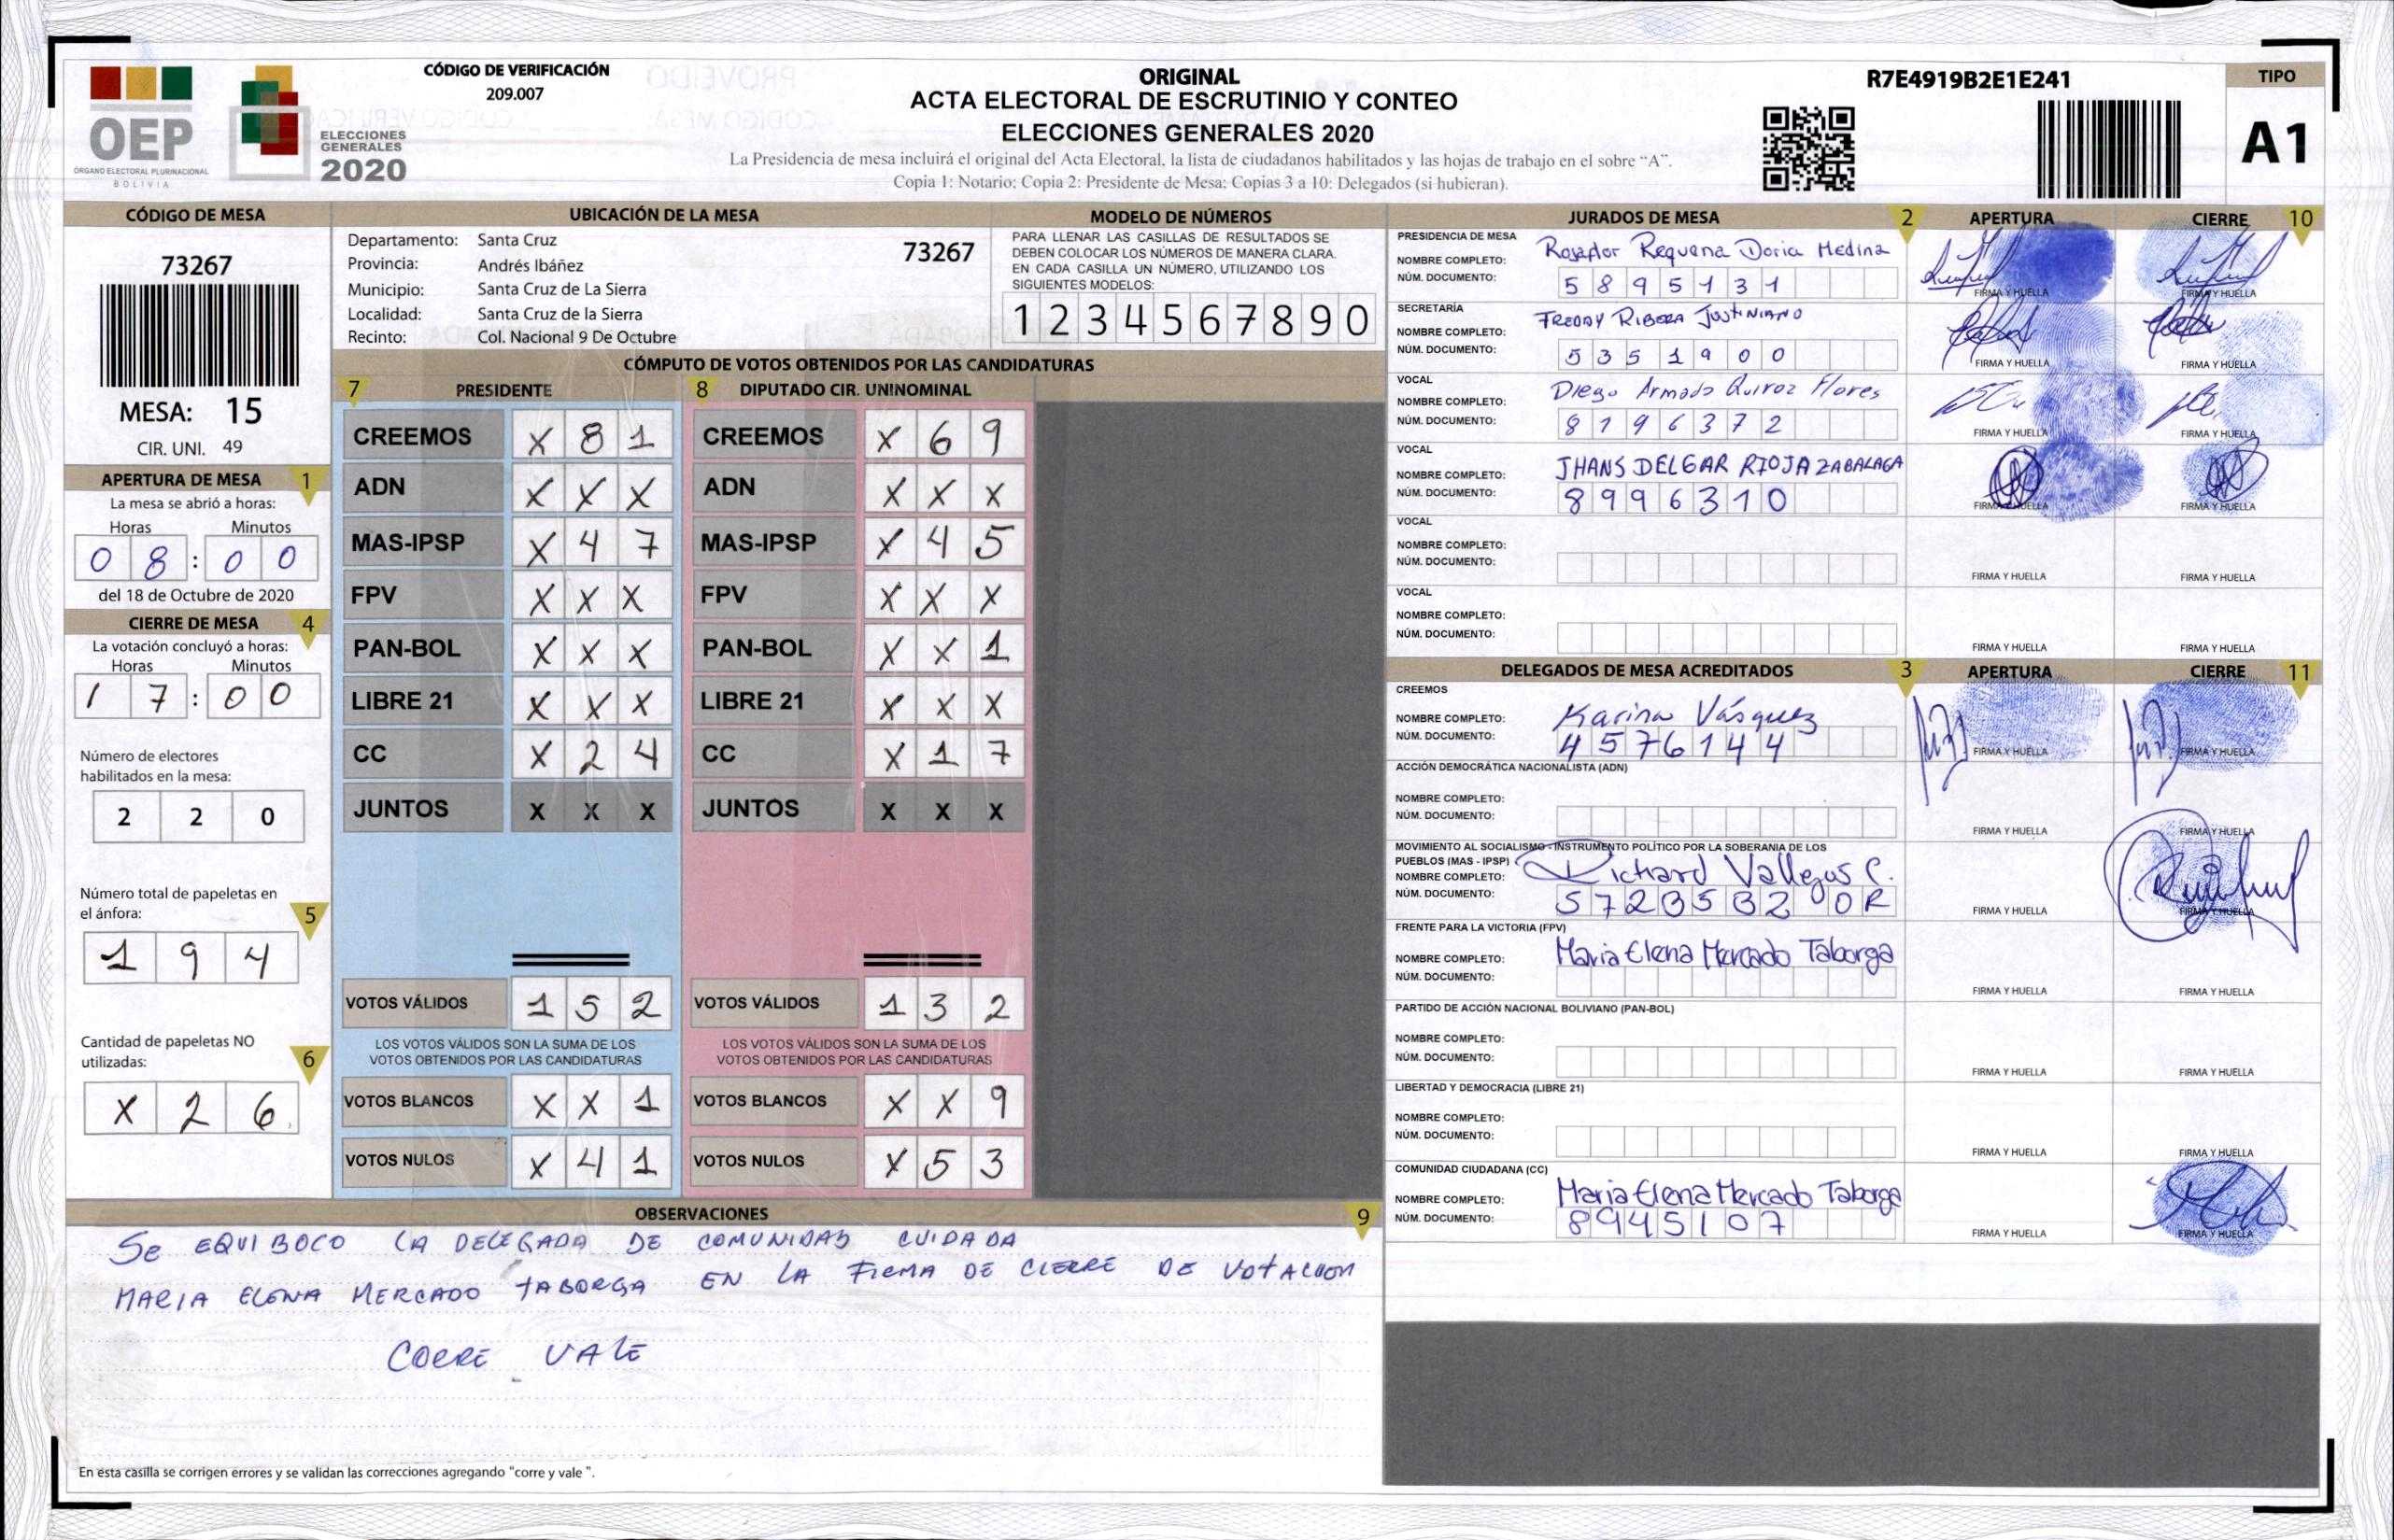 CÓDIGO DE VERIFICACIÓN
209.007
OEP
ORGANO ELECTORAL PLURINACIONAL
BOLIVIA
ELECCIONES
GENERALES
2020
ORIGINAL
ACTA ELECTORAL DE ESCRUTINIO Y CONTEO
ELECCIONES GENERALES 2020
La Presidencia de mesa incluirá el original del Acta Electoral, la lista de ciudadanos habilitados y las hojas de trabajo en el sobre "A".
Copia 1: Notario; Copia 2: Presidente de Mesa; Copias 3 a 10: Delegados (si hubieran).
R7E4919B2E1E241
TIPO
A1
CÓDIGO DE MESA
73267
MESA: 15
CIR. UNI. 49
APERTURA DE MESA 1
La mesa se abrió a horas:
Horas Minutos
0 8 : 0 0
del 18 de Octubre de 2020
CIERRE DE MESA 4
La votación concluyó a horas:
Horas Minutos
1 7 : 0 0
Número de electores
habilitados en la mesa:
2 2 0
Número total de papeletas en
el ánfora: 5
1 9 4
Cantidad de papeletas NO
utilizadas: 6
X 2 6
UBICACIÓN DE LA MESA
Departamento: Santa Cruz
73267
Provincia: Andrés Ibáñez
Municipio: Santa Cruz de La Sierra
Localidad: Santa Cruz de la Sierra
Recinto: Col. Nacional 9 De Octubre
MODELO DE NÚMEROS
PARA LLENAR LAS CASILLAS DE RESULTADOS SE
DEBEN COLOCAR LOS NÚMEROS DE MANERA CLARA.
EN CADA CASILLA UN NÚMERO, UTILIZANDO LOS
SIGUIENTES MODELOS:
1 2 3 4 5 6 7 8 9 0
CÓMPUTO DE VOTOS OBTENIDOS POR LAS CANDIDATURAS
7 PRESIDENTE
CREEMOS X 8 1
ADN X X X
MAS-IPSP X 4 7
FPV X X X
PAN-BOL X X X
LIBRE 21 X X X
CC X 2 4
JUNTOS X X X
VOTOS VÁLIDOS 1 5 2
LOS VOTOS VÁLIDOS SON LA SUMA DE LOS
VOTOS OBTENIDOS POR LAS CANDIDATURAS
VOTOS BLANCOS X X 1
VOTOS NULOS X 4 1
8 DIPUTADO CIR. UNINOMINAL
CREEMOS X 6 9
ADN X X X
MAS-IPSP X 4 5
FPV X X X
PAN-BOL X X 1
LIBRE 21 X X X
CC X 1 7
JUNTOS X X X
VOTOS VÁLIDOS 1 3 2
LOS VOTOS VÁLIDOS SON LA SUMA DE LOS
VOTOS OBTENIDOS POR LAS CANDIDATURAS
VOTOS BLANCOS X X 9
VOTOS NULOS X 5 3
OBSERVACIONES 9
SE EQUIBOCO LA DELEGADA DE COMUNIDAD CUIDADA
MARIA ELENA MERCADO TABORGA EN LA FIRMA DE CIERRE DE VOTACION
CORRE VALE
En esta casilla se corrigen errores y se validan las correcciones agregando "corre y vale ".
JURADOS DE MESA 2 APERTURA CIERRE 10
PRESIDENCIA DE MESA
NOMBRE COMPLETO: Requena Doria Medina
NÚM. DOCUMENTO: 5 8 9 5 1 3 1
FIRMA Y HUELLA FIRMA Y HUELLA
SECRETARÍA
NOMBRE COMPLETO: FREDDY RIBERA JUSTINIANO
NÚM. DOCUMENTO: 5 3 5 1 9 0 0
FIRMA Y HUELLA FIRMA Y HUELLA
VOCAL
NOMBRE COMPLETO: Diego Armado Quiroz Flores
NÚM. DOCUMENTO: 8 1 9 6 3 7 2
FIRMA Y HUELLA FIRMA Y HUELLA
VOCAL
NOMBRE COMPLETO: JHANS DELGAR RIOJA ZABALAGA
NÚM. DOCUMENTO: 8 9 9 6 3 1 0
FIRMA Y HUELLA FIRMA Y HUELLA
VOCAL
NOMBRE COMPLETO:
NÚM. DOCUMENTO:
FIRMA Y HUELLA FIRMA Y HUELLA
VOCAL
NOMBRE COMPLETO:
NÚM. DOCUMENTO:
FIRMA Y HUELLA FIRMA Y HUELLA
DELEGADOS DE MESA ACREDITADOS 3 APERTURA CIERRE 11
CREEMOS
NOMBRE COMPLETO: Karina Vásquez
NÚM. DOCUMENTO: 4 5 7 6 1 4 4
FIRMA Y HUELLA FIRMA Y HUELLA
ACCIÓN DEMOCRÁTICA NACIONALISTA (ADN)
NOMBRE COMPLETO:
NÚM. DOCUMENTO:
FIRMA Y HUELLA FIRMA Y HUELLA
MOVIMIENTO AL SOCIALISMO - INSTRUMENTO POLÍTICO POR LA SOBERANIA DE LOS
PUEBLOS (MAS - IPSP)
NOMBRE COMPLETO: Richard Vallejos C.
NÚM. DOCUMENTO:
FIRMA Y HUELLA FIRMA Y HUELLA
FRENTE PARA LA VICTORIA (FPV)
NOMBRE COMPLETO: Maria Elena Mercado Taborga
NÚM. DOCUMENTO:
FIRMA Y HUELLA FIRMA Y HUELLA
PARTIDO DE ACCIÓN NACIONAL BOLIVIANO (PAN-BOL)
NOMBRE COMPLETO:
NÚM. DOCUMENTO:
FIRMA Y HUELLA FIRMA Y HUELLA
LIBERTAD Y DEMOCRACIA (LIBRE 21)
NOMBRE COMPLETO:
NÚM. DOCUMENTO:
FIRMA Y HUELLA FIRMA Y HUELLA
COMUNIDAD CIUDADANA (CC)
NOMBRE COMPLETO: Maria Elena Mercado Taborga
NÚM. DOCUMENTO: 8 9 4 5 1 0 7
FIRMA Y HUELLA FIRMA Y HUELLA